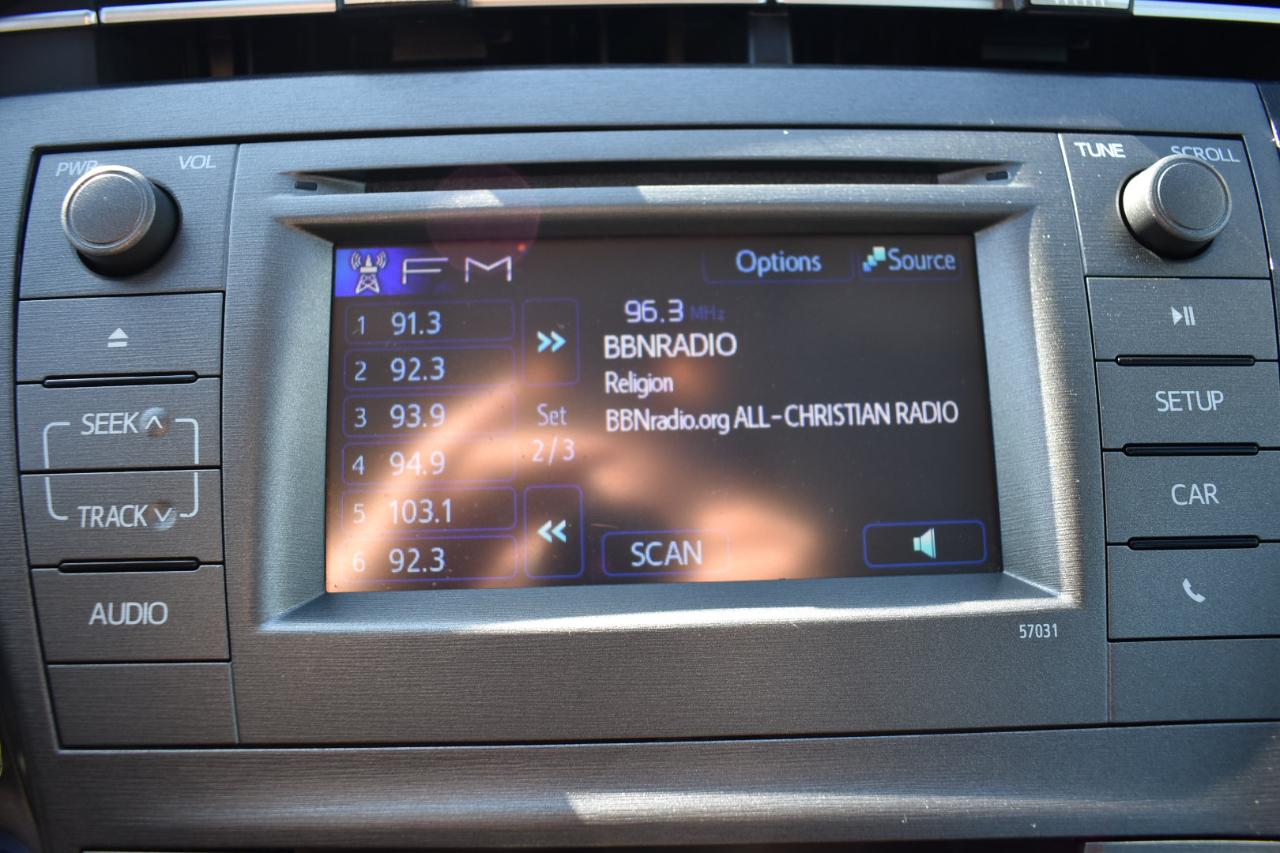 PWR VOL
TUNE SCROLL
FM Options Source
1 91.3
2 92.3
3 93.9
4 94.9
5 103.1
6 92.3
Set
2/3
96.3 MHz
BBNRADIO
Religion
BBNradio.org ALL-CHRISTIAN RADIO
SCAN
SEEK
TRACK
AUDIO
SETUP
CAR
57031